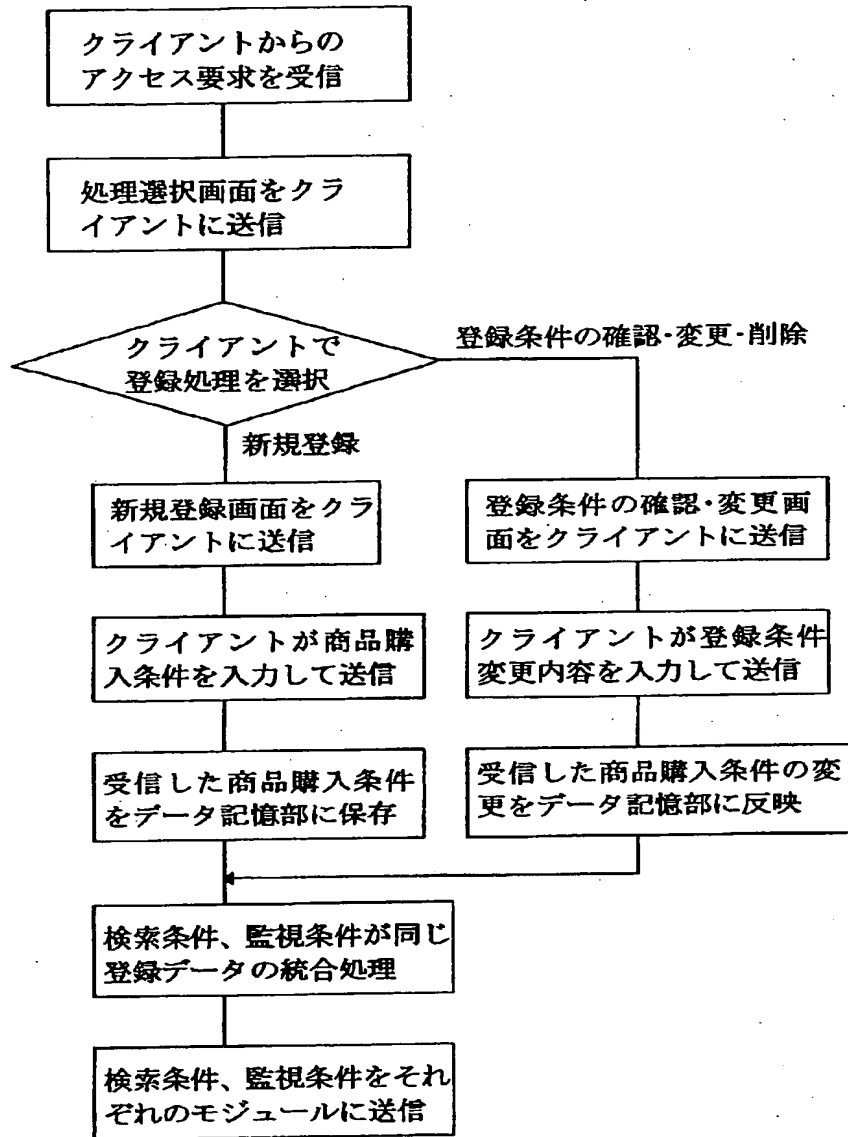 クライアントからの
アクセス要求を受信
処理選択画面をクラ
イアントに送信
クライアントで
登録処理を選択
登録条件の確認・変更・削除
新規登録
新規登録画面をクラ
イアントに送信
登録条件の確認・変更画
面をクライアントに送信
クライアントが商品購
入条件を入力して送信
クライアントが登録条件
変更内容を入力して送信
受信した商品購入条件
をデータ記憶部に保存
受信した商品購入条件の変
更をデータ記憶部に反映
検索条件、監視条件が同じ
登録データの統合処理
検索条件、監視条件をそれ
ぞれのモジュールに送信